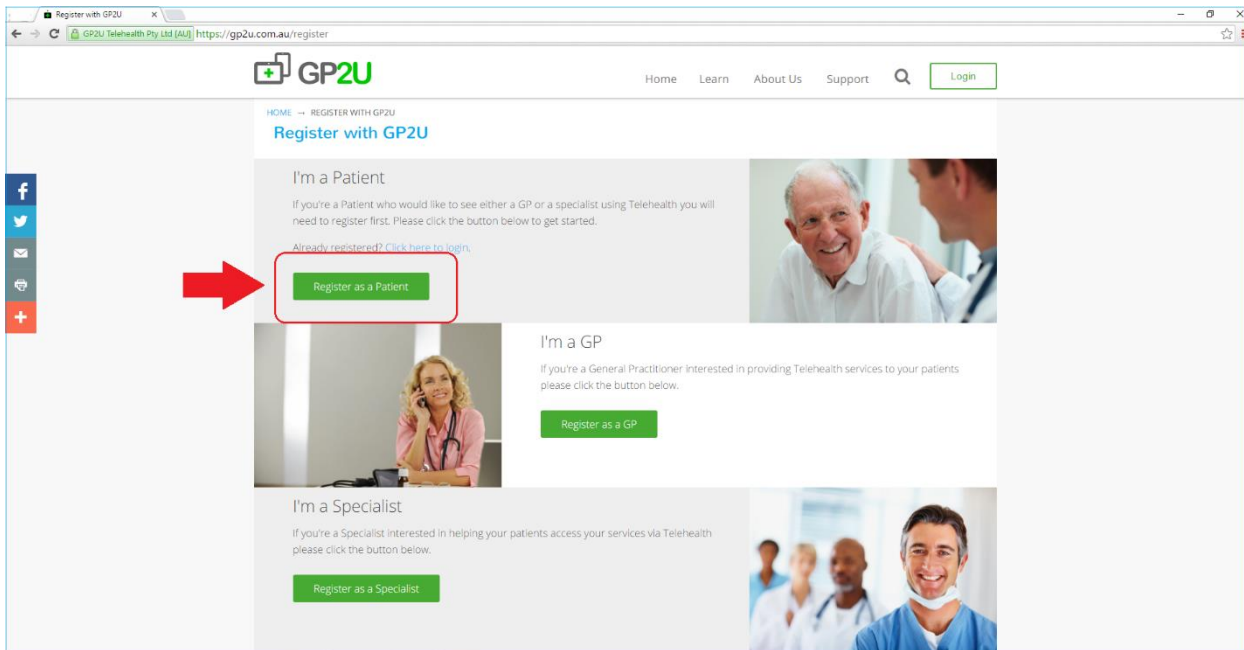 Register with GP2U
GP2U Telehealth Pty Ltd [AU] https://gp2u.com.au/register
GP2U
Home Learn About Us Support Login
HOME → REGISTER WITH GP2U
Register with GP2U
I'm a Patient
If you're a Patient who would like to see either a GP or a specialist using Telehealth you will
need to register first. Please click the button below to get started.
Already registered? Click here to login.
Register as a Patient
I'm a GP
If you're a General Practitioner interested in providing Telehealth services to your patients
please click the button below.
Register as a GP
I'm a Specialist
If you're a Specialist interested in helping your patients access your services via Telehealth
please click the button below.
Register as a Specialist